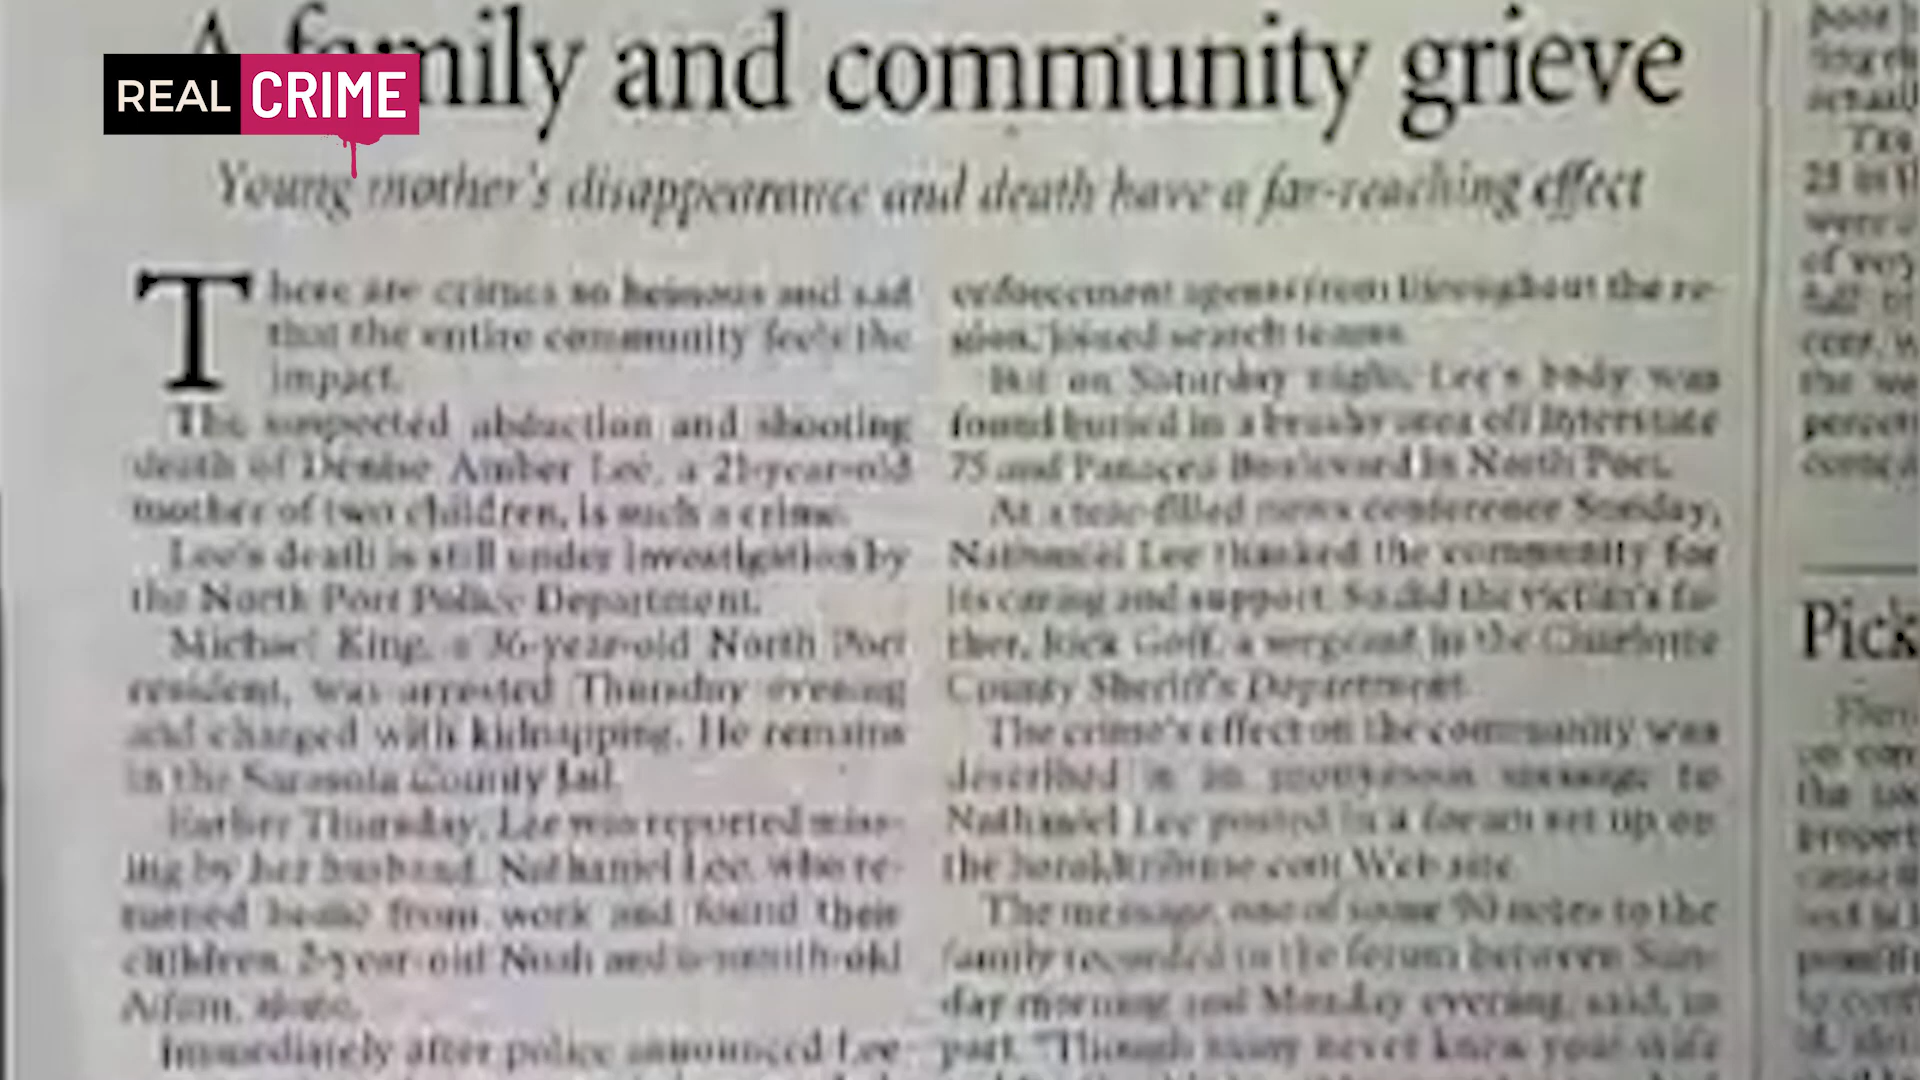 REAL CRIME
A family and community grieve
Young mother's disappearance and death have a far-reaching effect
There are crimes so heinous and sad
that the entire community feels the
impact.
The suspected abduction and shooting
death of Denise Amber Lee, a 21-year-old
mother of two children, is such a crime.
Lee's death is still under investigation by
the North Port Police Department.
Michael King, a 36-year-old North Port
resident, was arrested Thursday evening
and charged with kidnapping. He remains
in the Sarasota County Jail.
Earlier Thursday, Lee was reported miss-
ing by her husband, Nathaniel Lee, who re-
turned home from work and found their
children, 2-year-old Noah and 6-month-old
Adam, alone.
Immediately after police announced Lee
enforcement agents from throughout the re-
gion, joined search teams.
But on Saturday night, Lee's body was
found buried in a brushy area off Interstate
75 and Panacea Boulevard in North Port.
At a tear-filled news conference Sunday,
Nathaniel Lee thanked the community for
its caring and support. So did the victim's fa-
ther, Rick Goff, a sergeant in the Charlotte
County Sheriff's Department.
The crime's effect on the community was
described in an anonymous message to
Nathaniel Lee posted in a forum set up on
the heraldtribune.com Web site.
The message, one of some 90 notes to the
family recorded in the forum between Sun-
day morning and Monday evening, said, in
part, "Though many never knew your wife
Pick